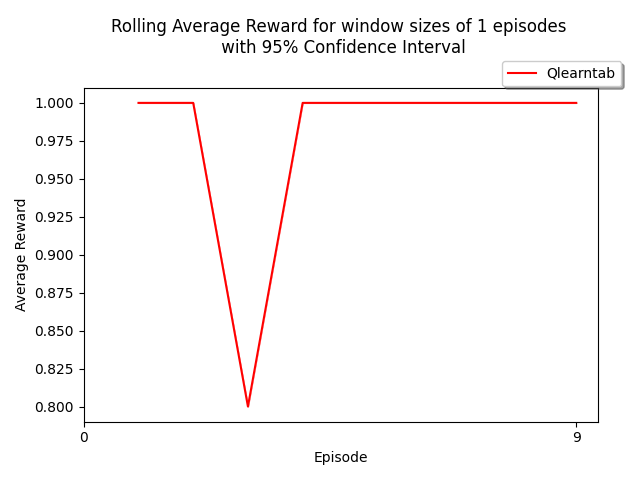 Rolling Average Reward for window sizes of 1 episodes
with 95% Confidence Interval
Qlearntab
1.000
0.975
0.950
0.925
0.900
0.875
0.850
0.825
0.800
Average Reward
0
9
Episode